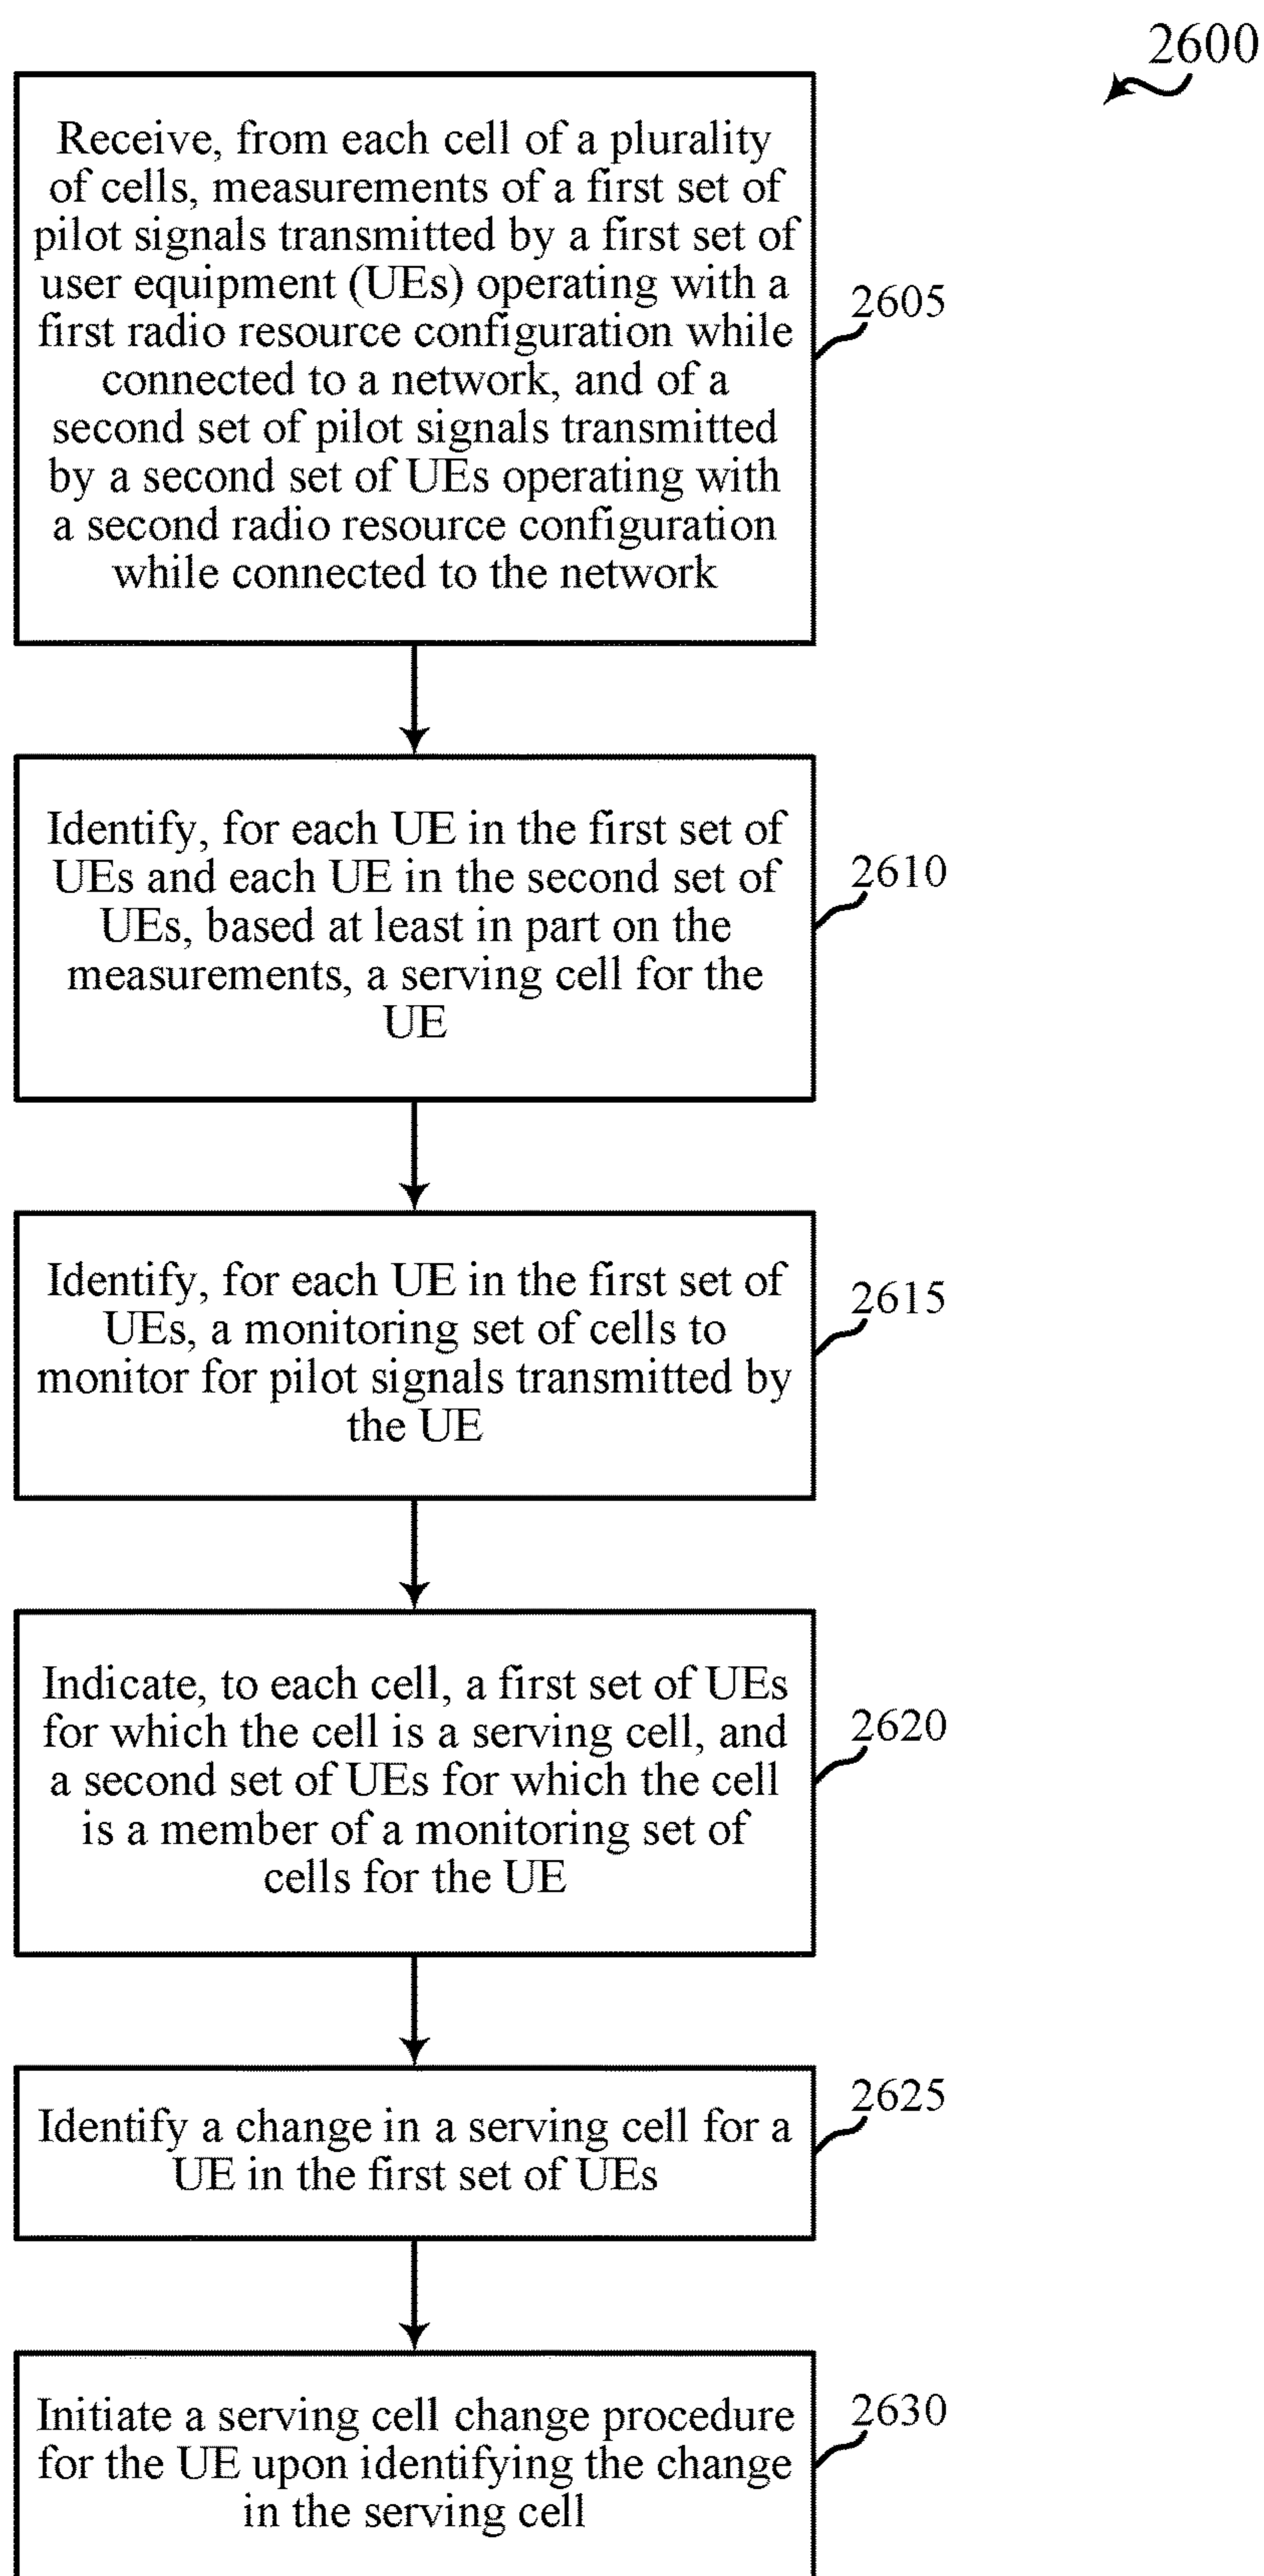 2600
Receive, from each cell of a plurality
of cells, measurements of a first set of
pilot signals transmitted by a first set of
user equipment (UEs) operating with a
first radio resource configuration while
connected to a network, and of a
second set of pilot signals transmitted
by a second set of UEs operating with
a second radio resource configuration
while connected to the network
2605
Identify, for each UE in the first set of
UEs and each UE in the second set of
UEs, based at least in part on the
measurements, a serving cell for the
UE
2610
Identify, for each UE in the first set of
UEs, a monitoring set of cells to
monitor for pilot signals transmitted by
the UE
2615
Indicate, to each cell, a first set of UEs
for which the cell is a serving cell, and
a second set of UEs for which the cell
is a member of a monitoring set of
cells for the UE
2620
Identify a change in a serving cell for a
UE in the first set of UEs
2625
Initiate a serving cell change procedure
for the UE upon identifying the change
in the serving cell
2630